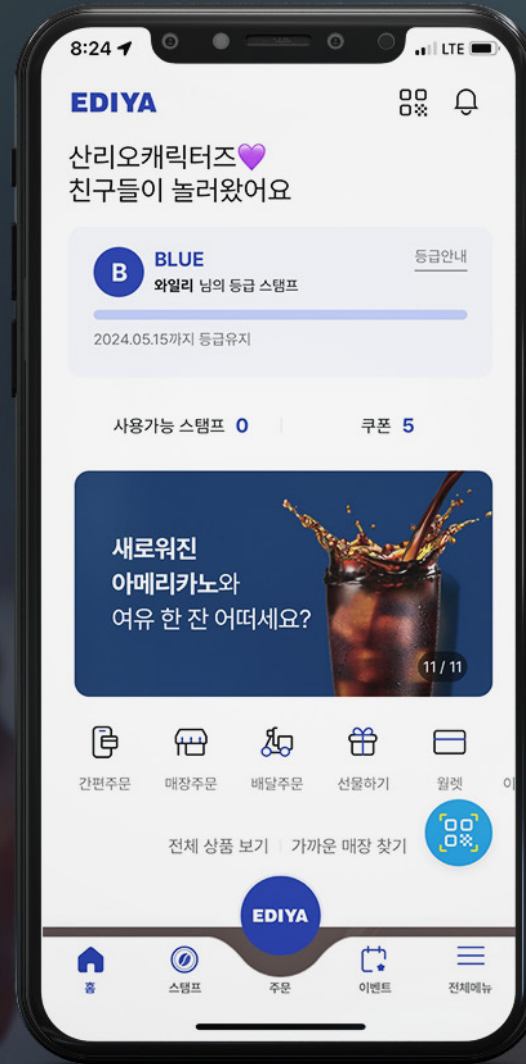 8:24
LTE
EDIYA
산리오캐릭터즈💜
친구들이 놀러왔어요
B
BLUE
등급안내
와일리 님의 등급 스탬프
2024.05.15까지 등급유지
사용가능 스탬프 0
쿠폰 5
새로워진
아메리카노와
여유 한 잔 어떠세요?
11 / 11
간편주문
매장주문
배달주문
선물하기
월렛
전체 상품 보기
가까운 매장 찾기
EDIYA
홈
스탬프
주문
이벤트
전체메뉴